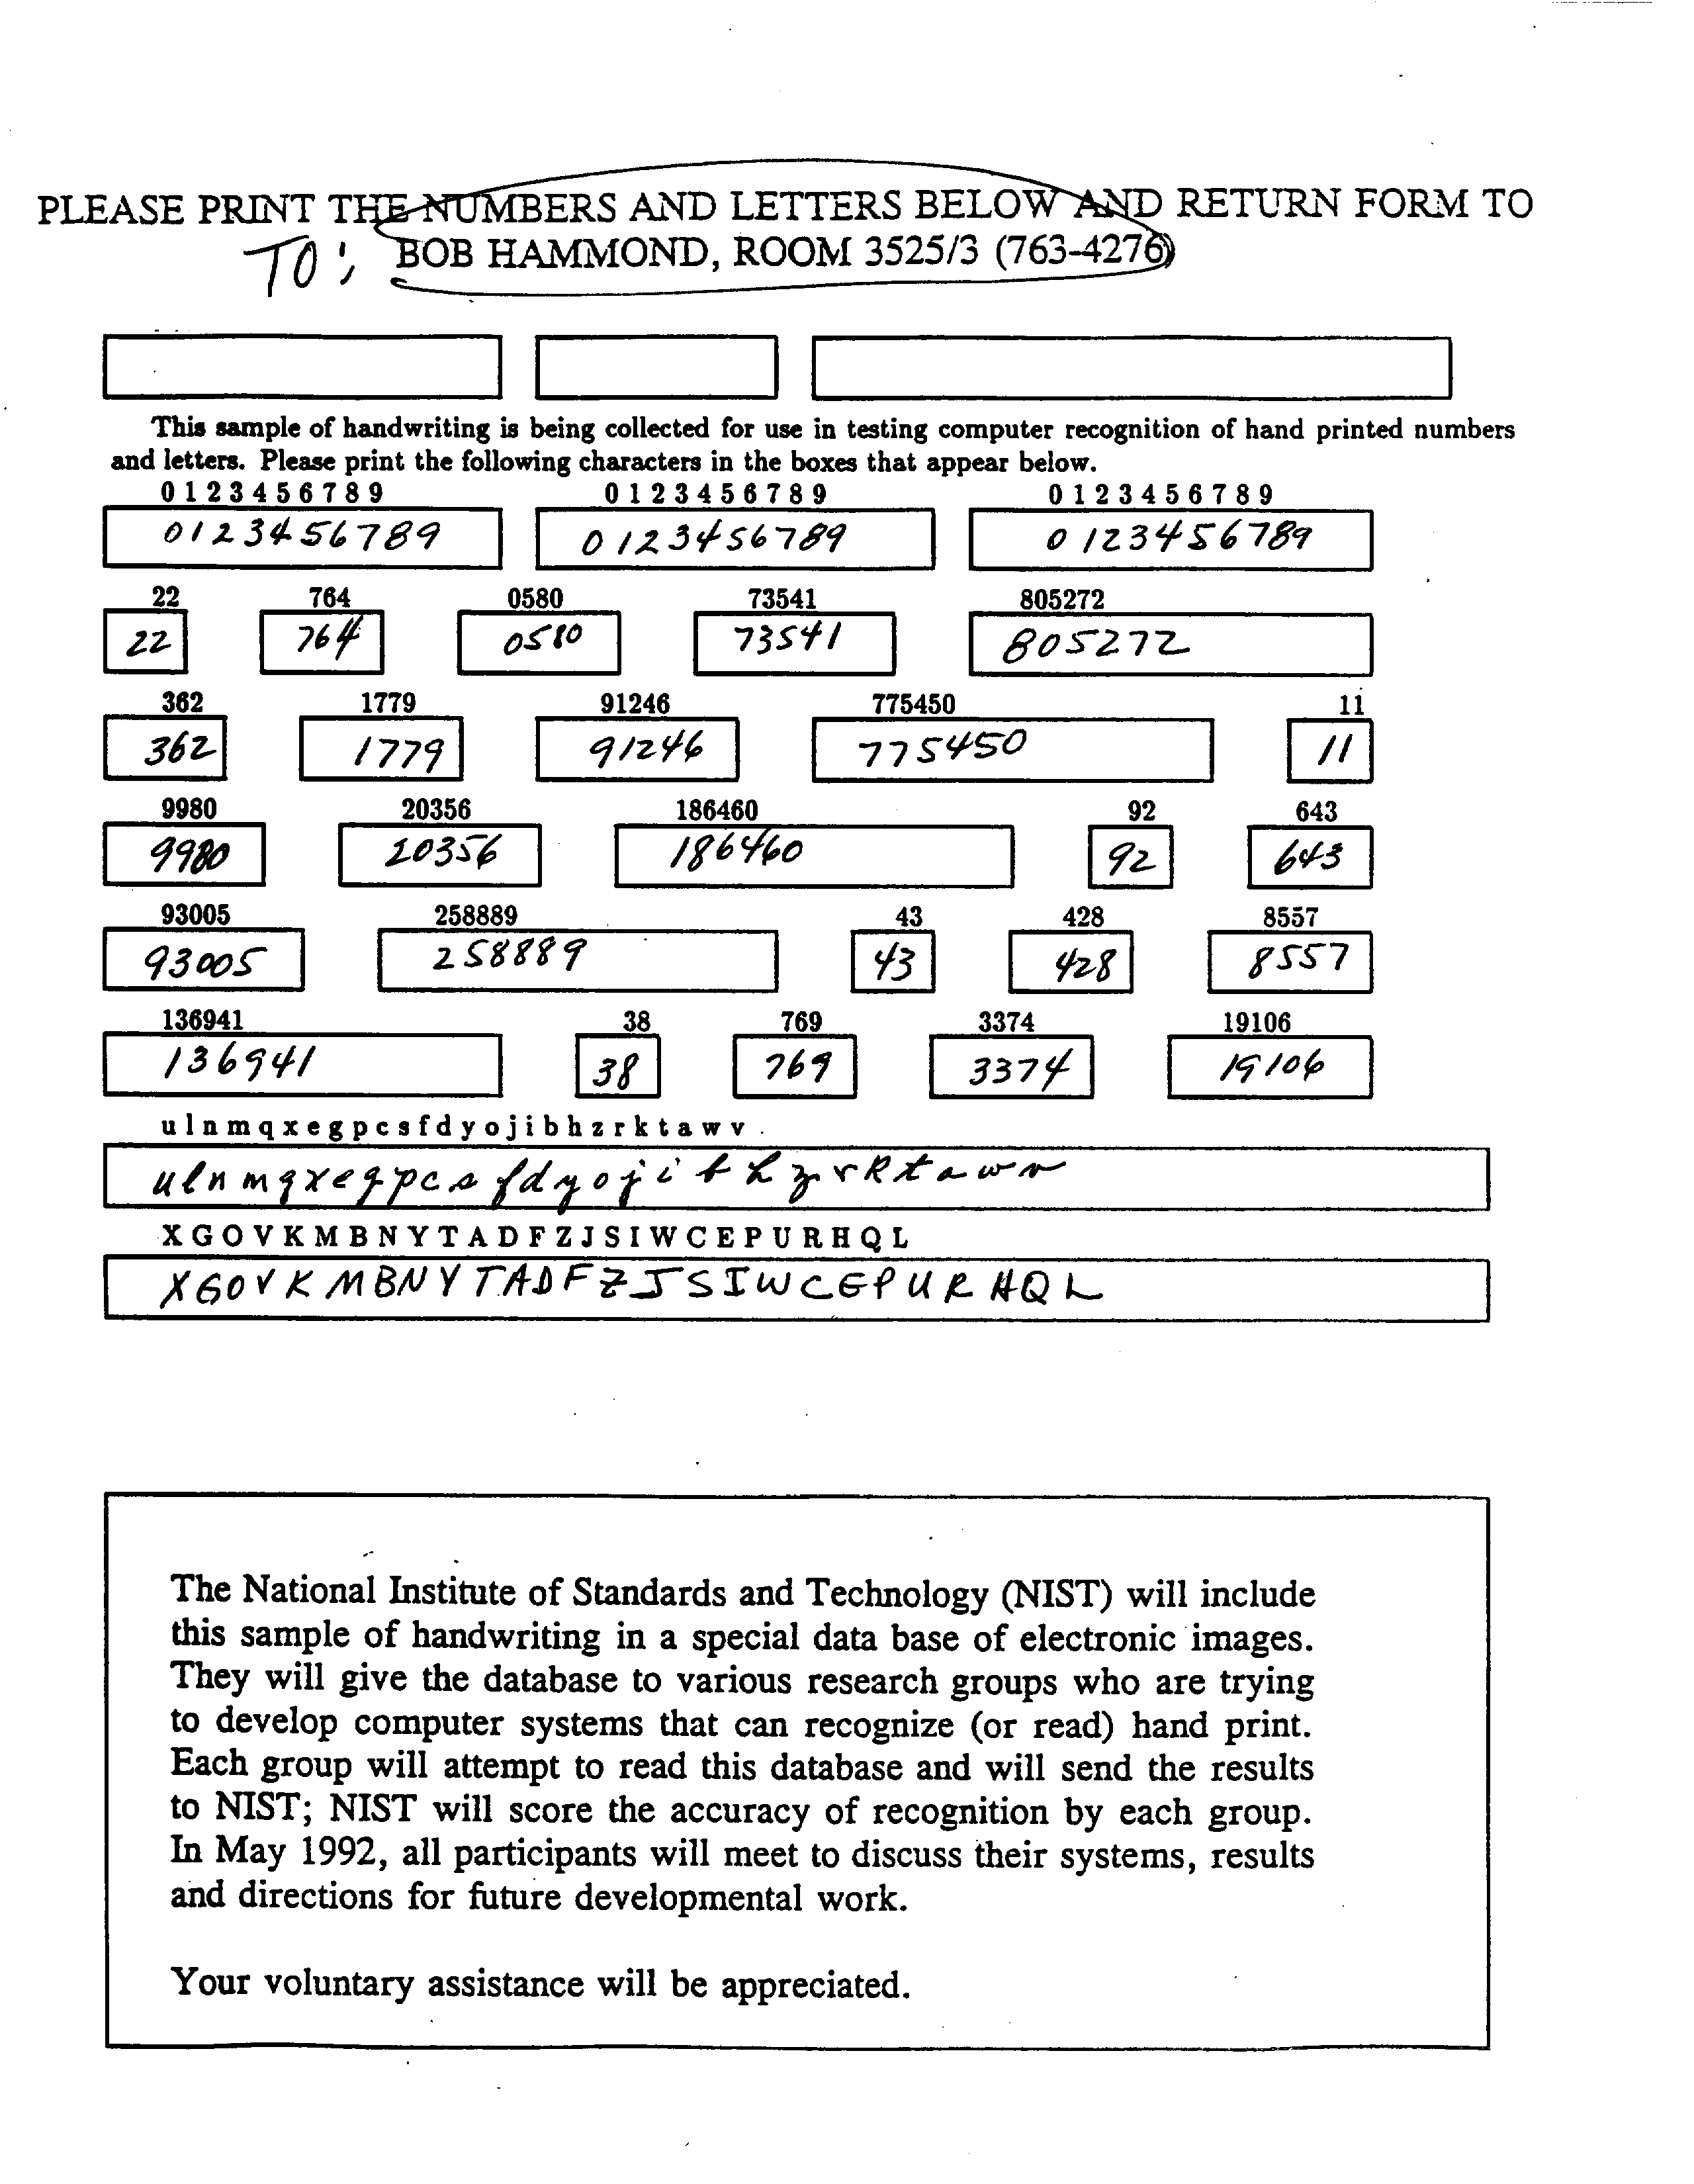 PLEASE PRINT THE NUMBERS AND LETTERS BELOW AND RETURN FORM TO
TO: BOB HAMMOND, ROOM 3525/3 (763-4276)
This sample of handwriting is being collected for use in testing computer recognition of hand printed numbers
and letters. Please print the following characters in the boxes that appear below.
0 1 2 3 4 5 6 7 8 9 0 1 2 3 4 5 6 7 8 9 0 1 2 3 4 5 6 7 8 9
0123456789 0123456789 0123456789
22 764 0580 73541 805272
22 764 0580 73541 805272
362 1779 91246 775450 11
362 1779 91246 775450 11
9980 20356 186460 92 643
9980 20356 186460 92 643
93005 258889 43 428 8557
93005 258889 43 428 8557
136941 38 769 3374 19106
136941 38 769 3374 19106
u l n m q x e g p c s f d y o j i b h z r k t a w v
u l n m q x e g p c s f d y o j i b h z r k t a w v
X G O V K M B N Y T A D F Z J S I W C E P U R H Q L
X G O V K M B N Y T A D F Z J S I W C E P U R H Q L
The National Institute of Standards and Technology (NIST) will include
this sample of handwriting in a special data base of electronic images.
They will give the database to various research groups who are trying
to develop computer systems that can recognize (or read) hand print.
Each group will attempt to read this database and will send the results
to NIST; NIST will score the accuracy of recognition by each group.
In May 1992, all participants will meet to discuss their systems, results
and directions for future developmental work.
Your voluntary assistance will be appreciated.